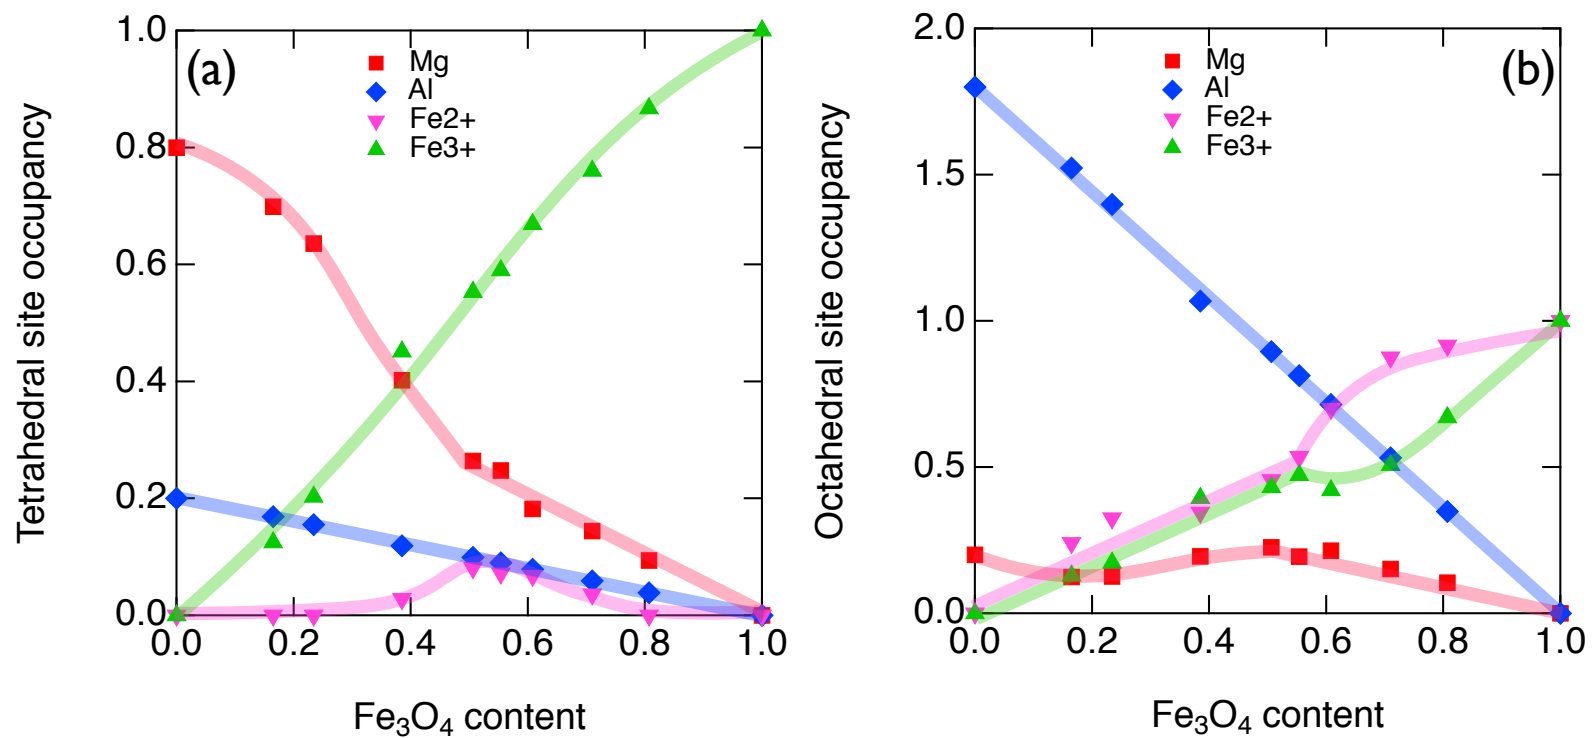 (a)
Mg
Al
Fe2+
Fe3+
Tetrahedral site occupancy
1.0
0.8
0.6
0.4
0.2
0.0
0.0 0.2 0.4 0.6 0.8 1.0
Fe₃O₄ content
(b)
Mg
Al
Fe2+
Fe3+
Octahedral site occupancy
2.0
1.5
1.0
0.5
0.0
0.0 0.2 0.4 0.6 0.8 1.0
Fe₃O₄ content